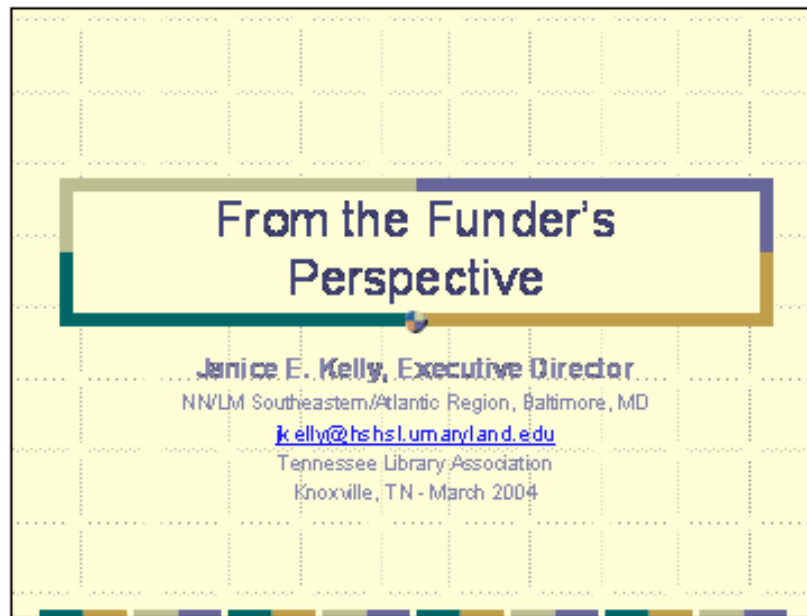 From the Funder's
Perspective
Janice E. Kelly, Executive Director
NN/LM Southeastern/Atlantic Region, Baltimore, MD
jkelly@hshsl.umaryland.edu
Tennessee Library Association
Knoxville, TN - March 2004